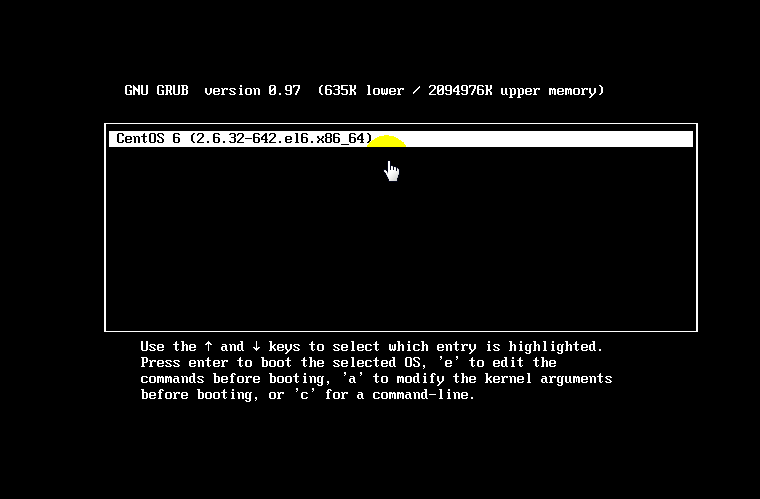 GNU GRUB  version 0.97  (635K lower / 2094976K upper memory)
CentOS 6 (2.6.32-642.el6.x86_64)
Use the ↑ and ↓ keys to select which entry is highlighted.
Press enter to boot the selected OS, 'e' to edit the
commands before booting, 'a' to modify the kernel arguments
before booting, or 'c' for a command-line.